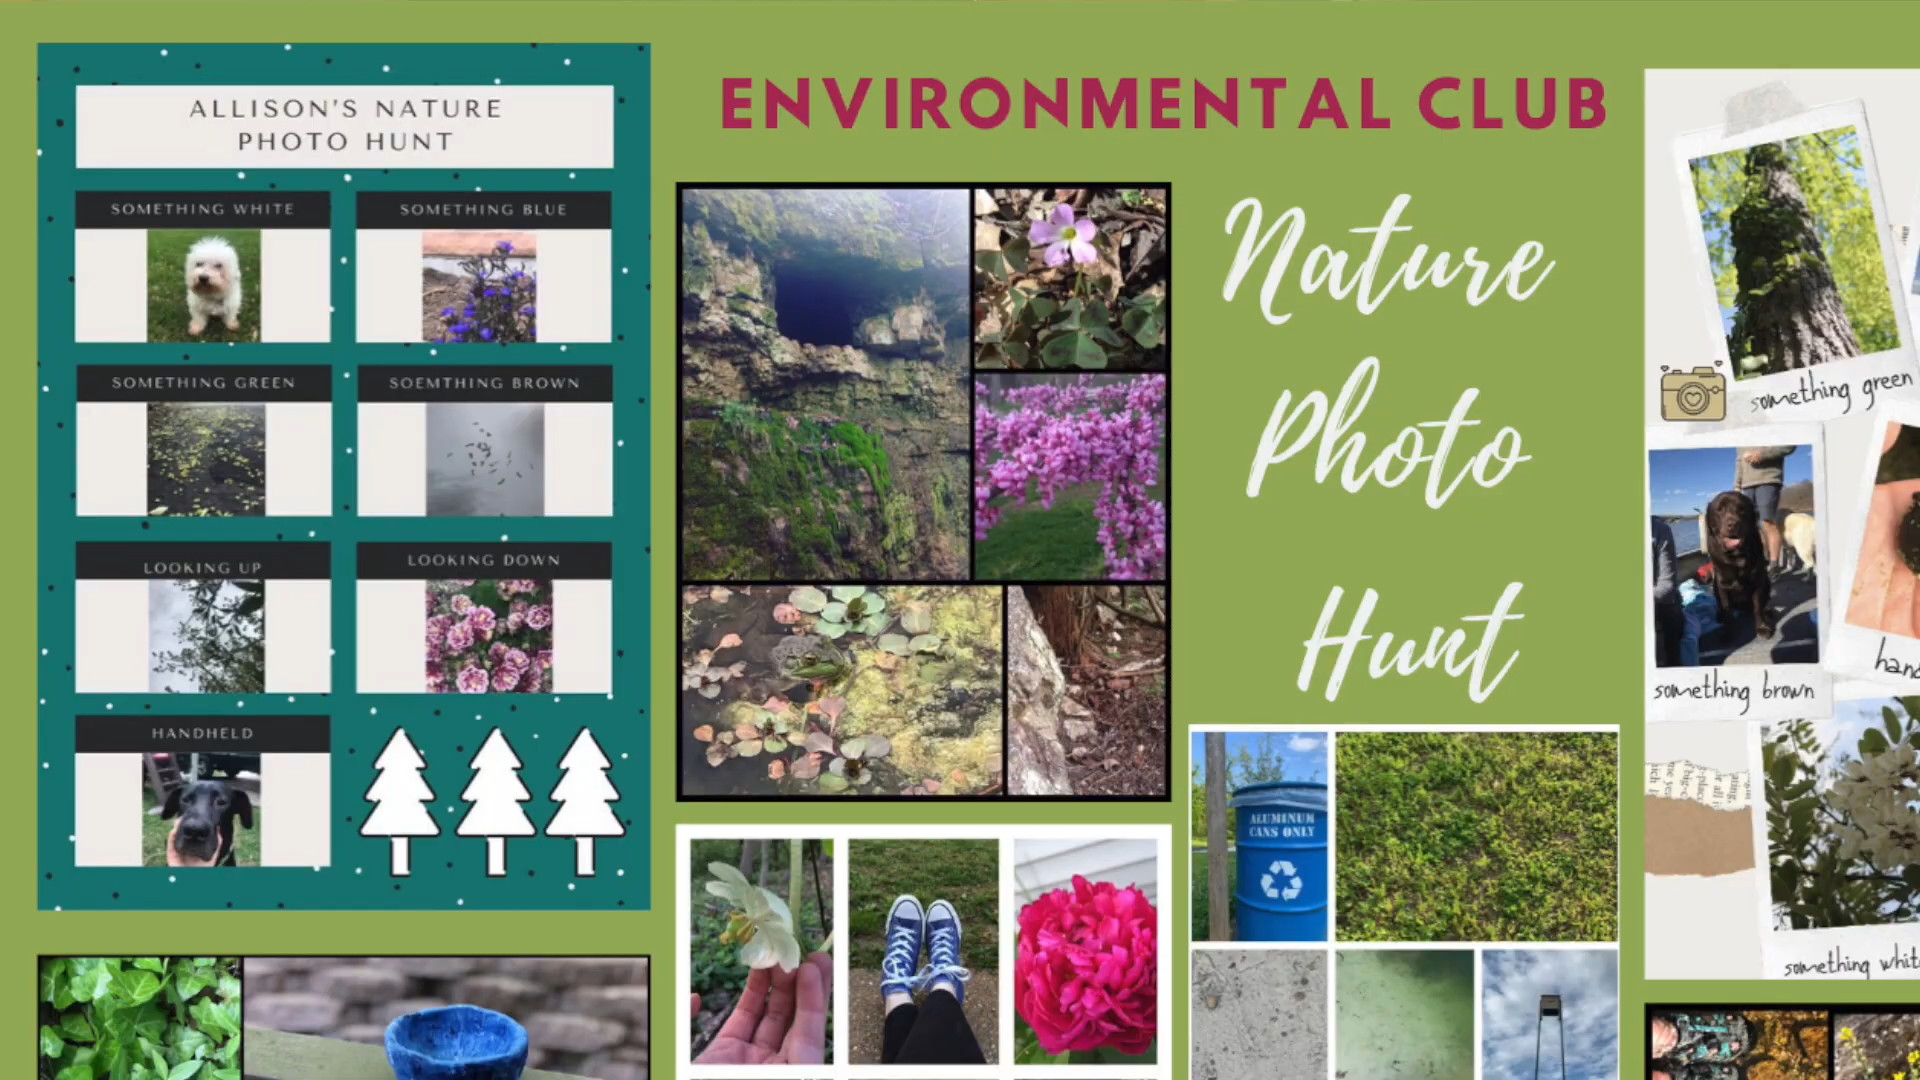 ALLISON'S NATURE
PHOTO HUNT
SOMETHING WHITE
SOMETHING BLUE
SOMETHING GREEN
SOEMTHING BROWN
LOOKING UP
LOOKING DOWN
HANDHELD
ENVIRONMENTAL CLUB
Nature
Photo
Hunt
ALUMINUM
CANS ONLY
something green
something brown
something